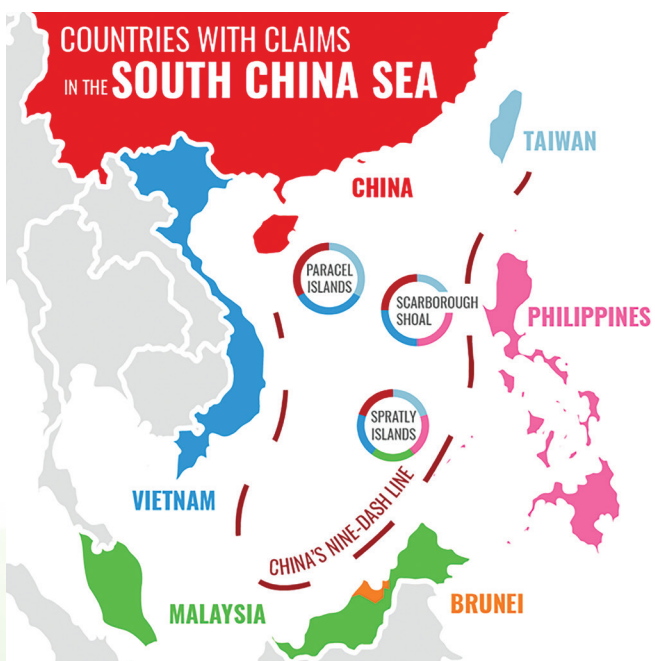 COUNTRIES WITH CLAIMS
IN THE SOUTH CHINA SEA
TAIWAN
CHINA
PARACEL
ISLANDS
SCARBOROUGH
SHOAL
PHILIPPINES
SPRATLY
ISLANDS
VIETNAM
CHINA'S NINE-DASH LINE
MALAYSIA
BRUNEI